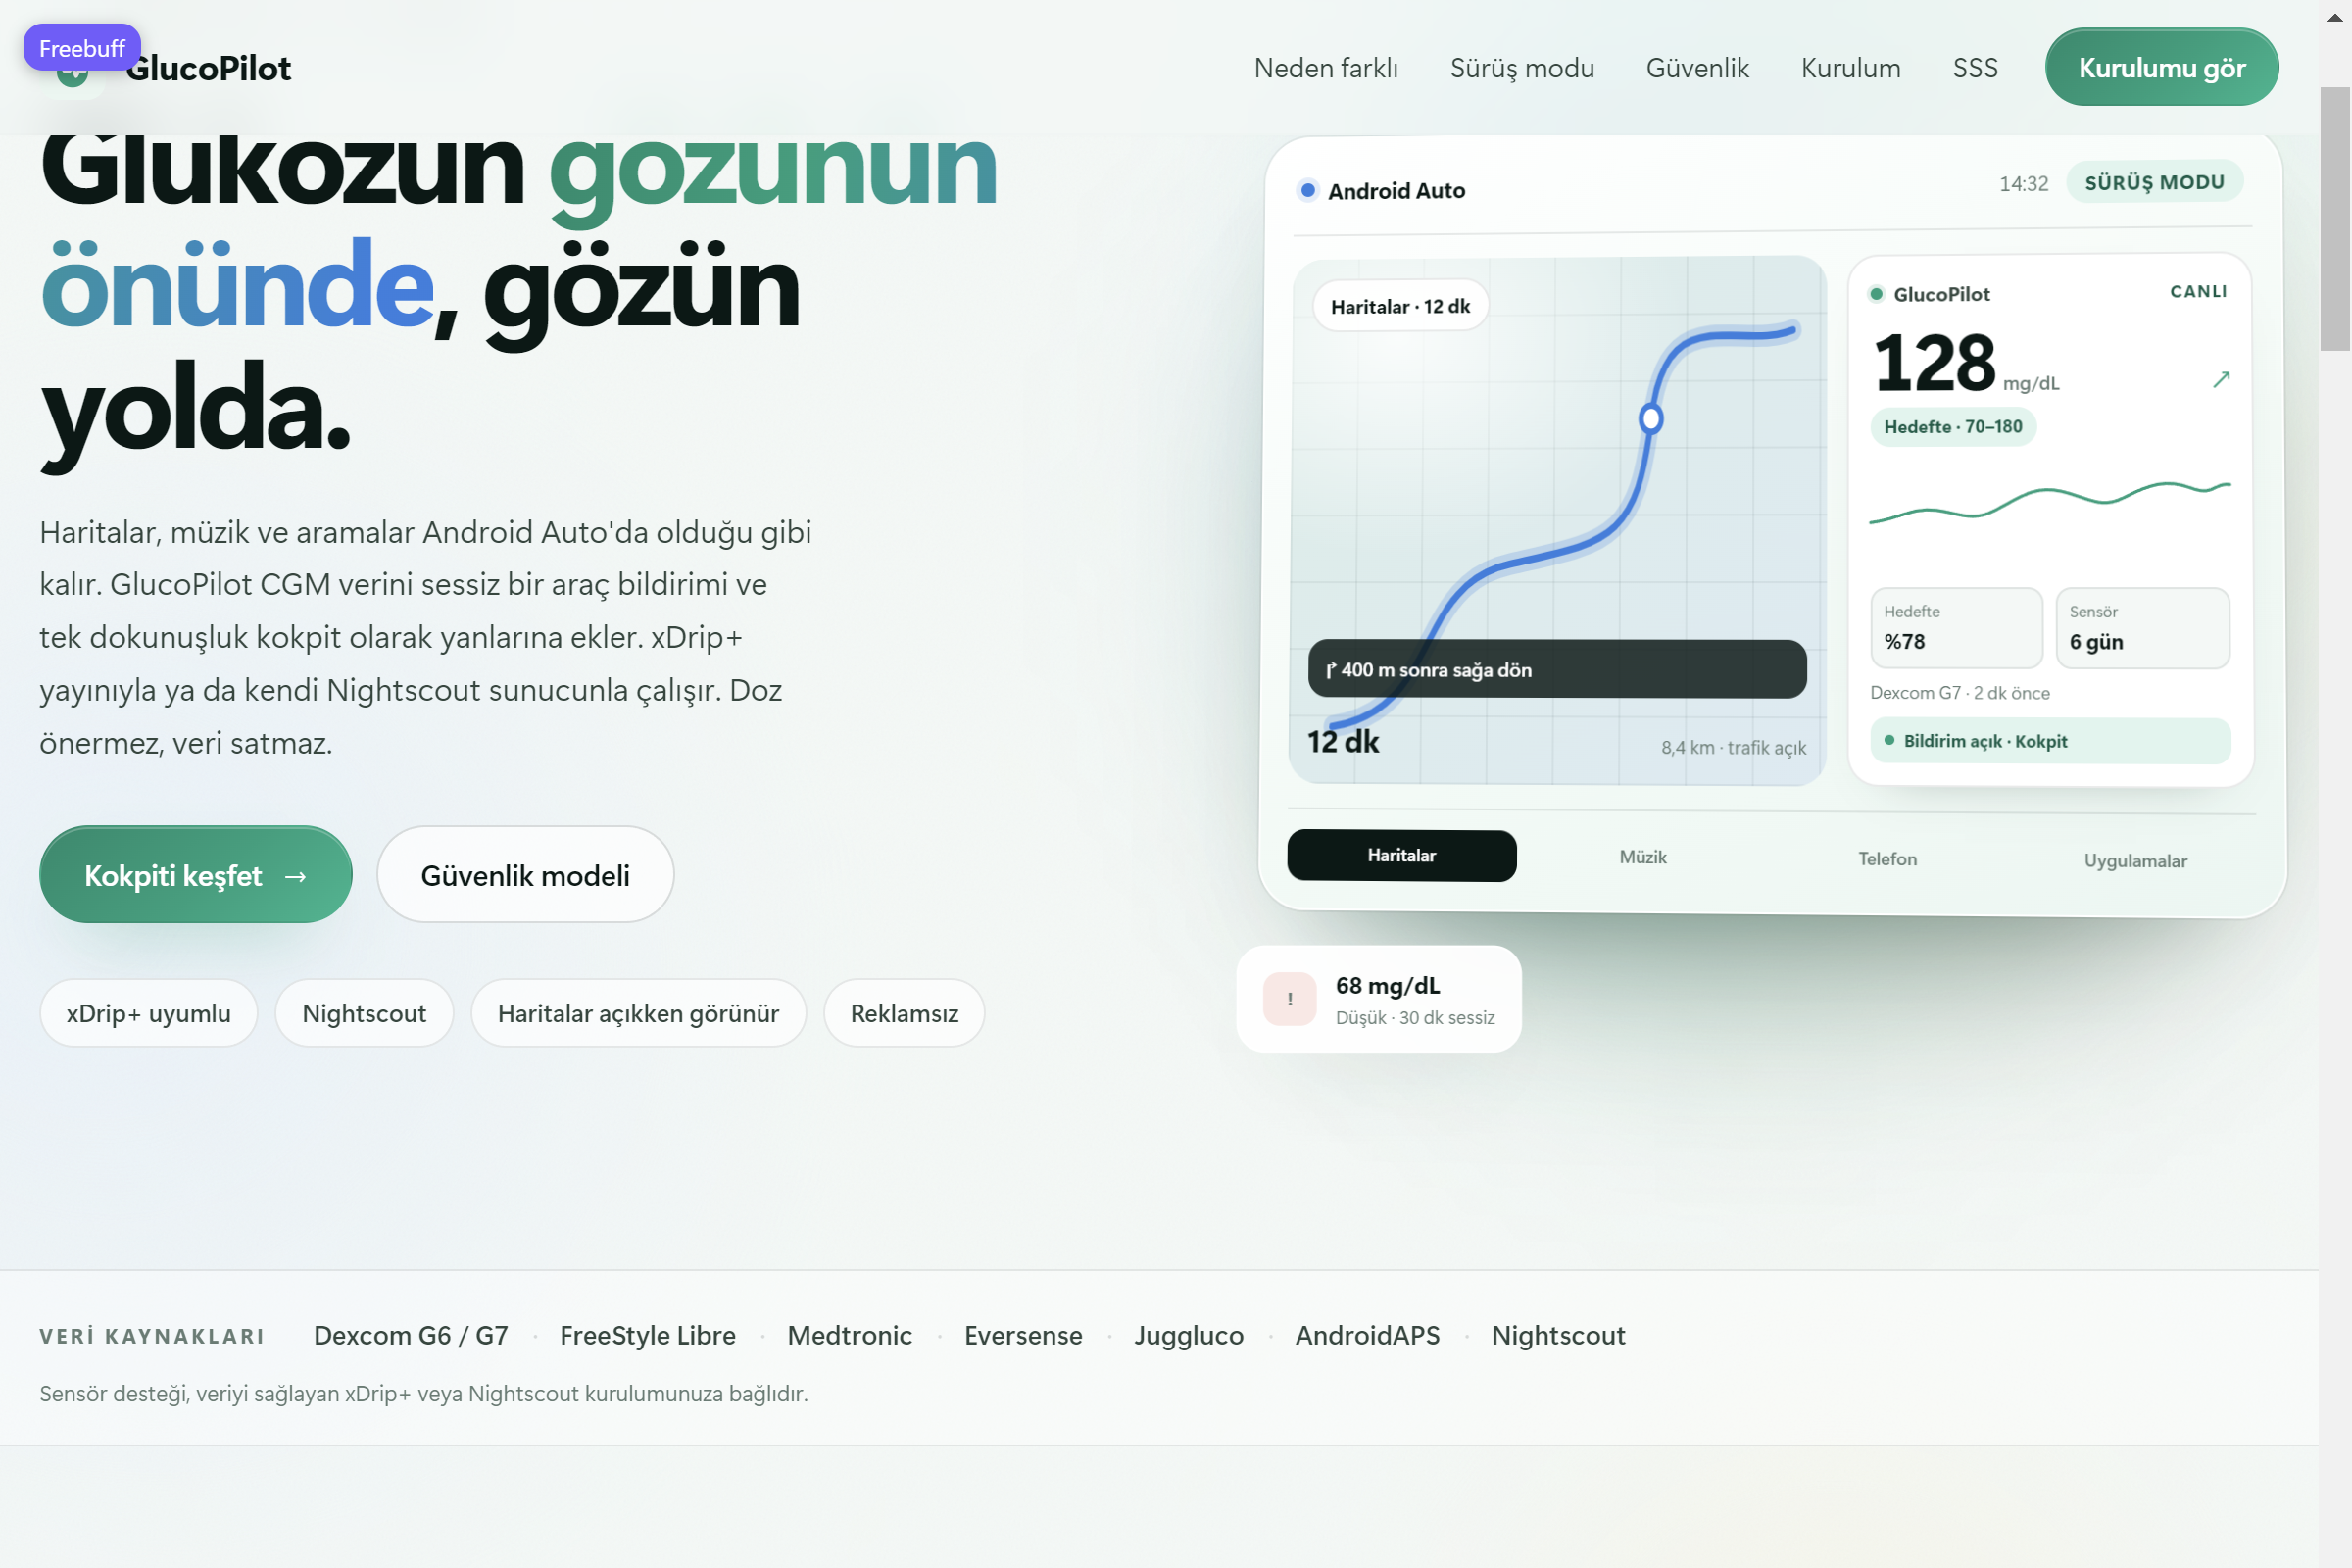 Freebuff
GlucoPilot
Neden farklı
Sürüş modu
Güvenlik
Kurulum
SSS
Kurulumu gör
Glukozun gözünün
önünde, gözün
yolda.
Haritalar, müzik ve aramalar Android Auto'da olduğu gibi
kalır. GlucoPilot CGM verini sessiz bir araç bildirimi ve
tek dokunuşluk kokpit olarak yanlarına ekler. xDrip+
yayınıyla ya da kendi Nightscout sunucunla çalışır. Doz
önermez, veri satmaz.
Kokpiti keşfet →
Güvenlik modeli
xDrip+ uyumlu
Nightscout
Haritalar açıkken görünür
Reklamsız
Android Auto
14:32
SÜRÜŞ MODU
Haritalar · 12 dk
↱ 400 m sonra sağa dön
12 dk
8,4 km · trafik açık
GlucoPilot
CANLI
128 mg/dL ↗
Hedefte · 70–180
Hedefte
%78
Sensör
6 gün
Dexcom G7 · 2 dk önce
Bildirim açık · Kokpit
Haritalar
Müzik
Telefon
Uygulamalar
!
68 mg/dL
Düşük · 30 dk sessiz
VERİ KAYNAKLARI
Dexcom G6 / G7 · FreeStyle Libre · Medtronic · Eversense · Juggluco · AndroidAPS · Nightscout
Sensör desteği, veriyi sağlayan xDrip+ veya Nightscout kurulumunuza bağlıdır.